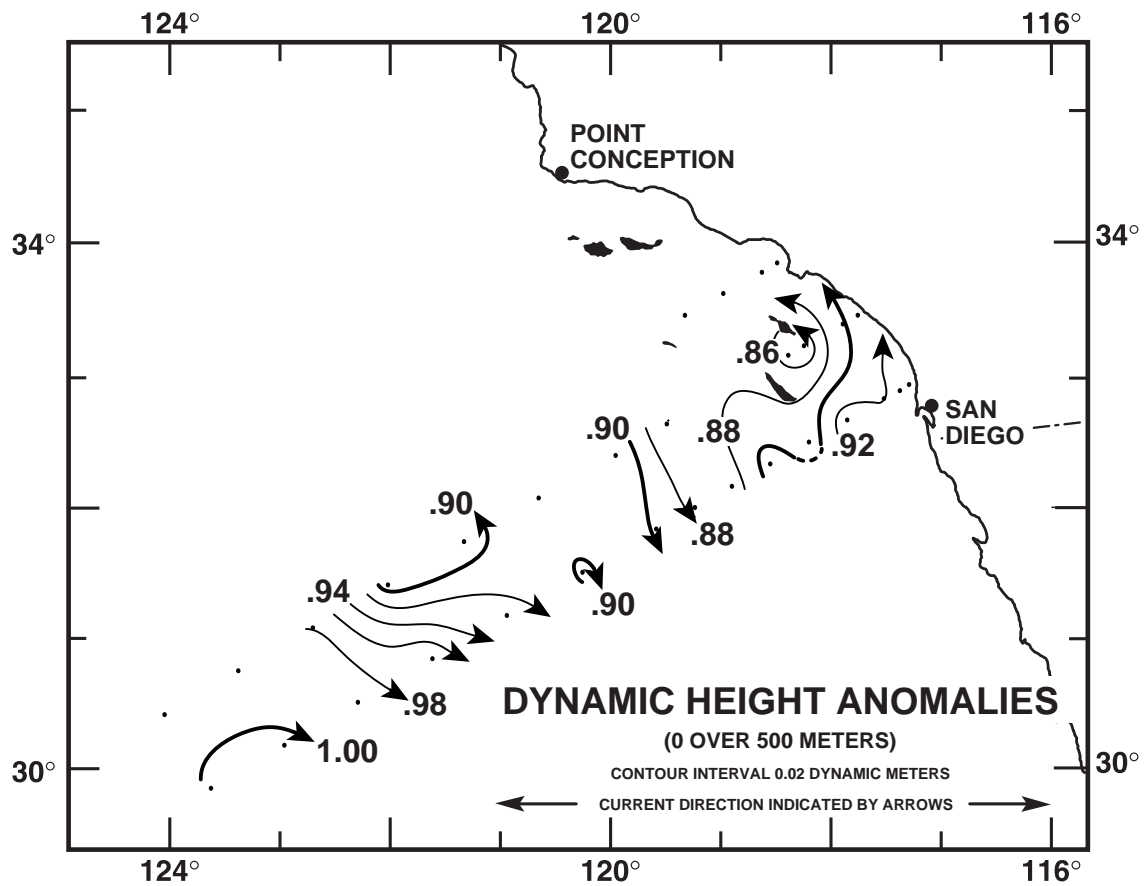 124° 120° 116°
POINT
CONCEPTION
34° 34°
.86
.90 .88 SAN
.92 DIEGO
.90
.88
.94 .90
.98
DYNAMIC HEIGHT ANOMALIES
1.00 (0 OVER 500 METERS)
30° 30°
CONTOUR INTERVAL 0.02 DYNAMIC METERS
CURRENT DIRECTION INDICATED BY ARROWS
124° 120° 116°